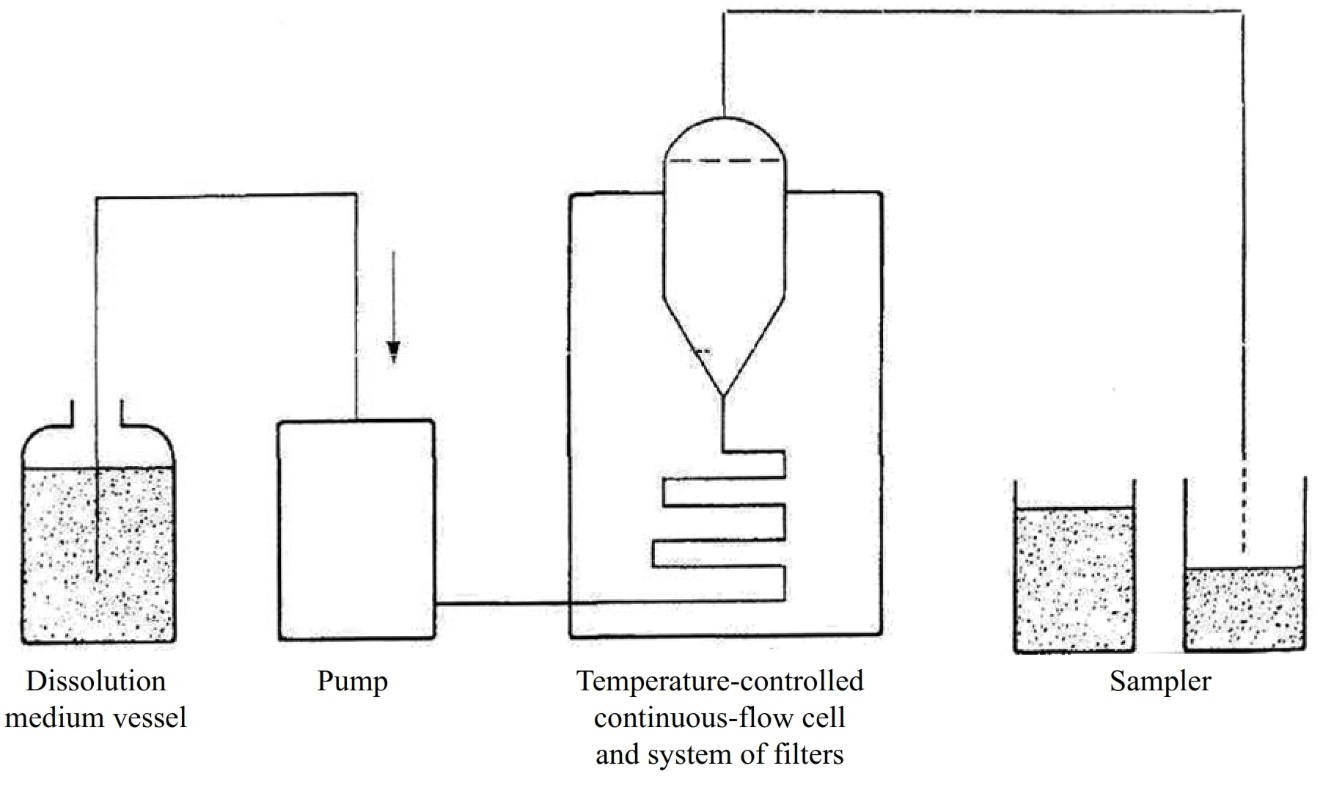 Dissolution
medium vessel
Pump
Temperature-controlled
continuous-flow cell
and system of filters
Sampler